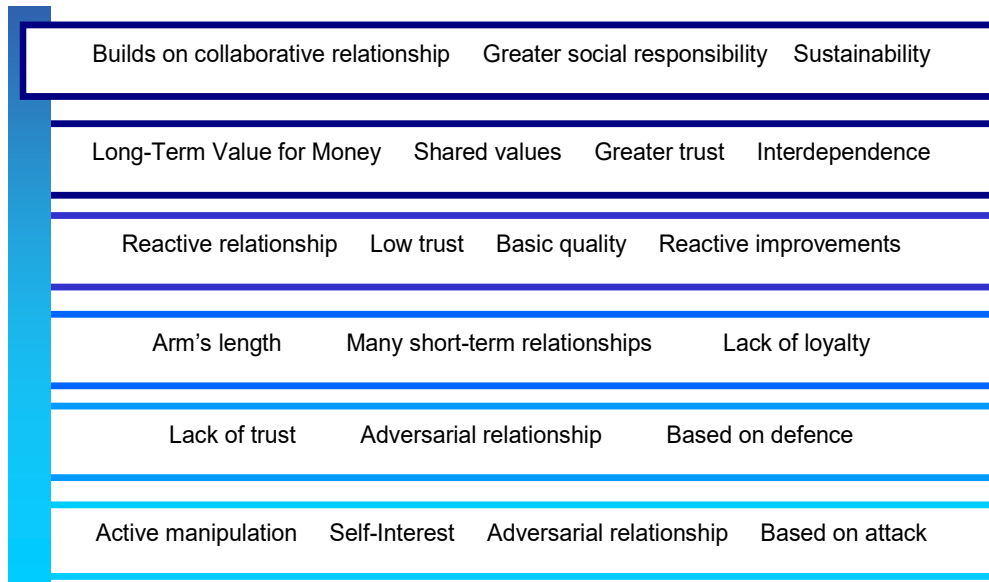 Builds on collaborative relationship Greater social responsibility Sustainability
Long-Term Value for Money Shared values Greater trust Interdependence
Reactive relationship Low trust Basic quality Reactive improvements
Arm’s length Many short-term relationships Lack of loyalty
Lack of trust Adversarial relationship Based on defence
Active manipulation Self-Interest Adversarial relationship Based on attack